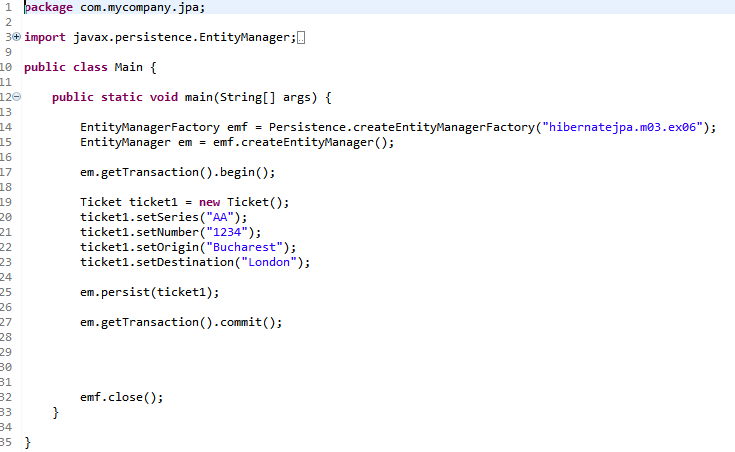 1 package com.mycompany.jpa;
2
3 import javax.persistence.EntityManager;
9
10 public class Main {
11
12     public static void main(String[] args) {
13
14         EntityManagerFactory emf = Persistence.createEntityManagerFactory("hibernatejpa.m03.ex06");
15         EntityManager em = emf.createEntityManager();
16
17         em.getTransaction().begin();
18
19         Ticket ticket1 = new Ticket();
20         ticket1.setSeries("AA");
21         ticket1.setNumber("1234");
22         ticket1.setOrigin("Bucharest");
23         ticket1.setDestination("London");
24
25         em.persist(ticket1);
26
27         em.getTransaction().commit();
28
29
30
31
32         emf.close();
33     }
34
35 }